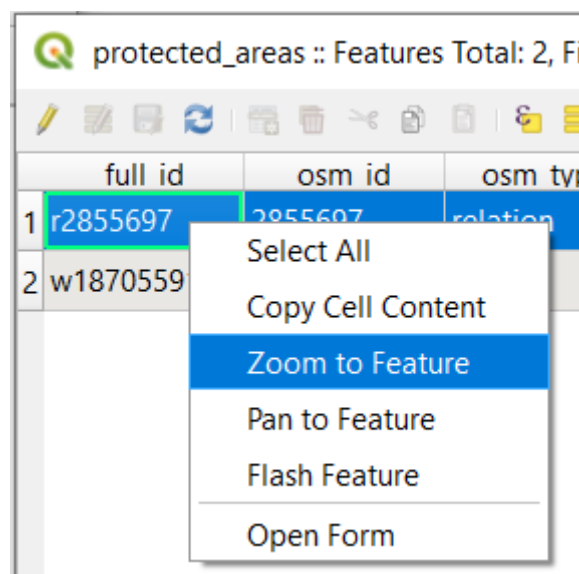 protected_areas :: Features Total: 2, Fi
full_id osm_id osm_typ
1 r2855697 2855697 relation
2 w18705591
Select All
Copy Cell Content
Zoom to Feature
Pan to Feature
Flash Feature
Open Form